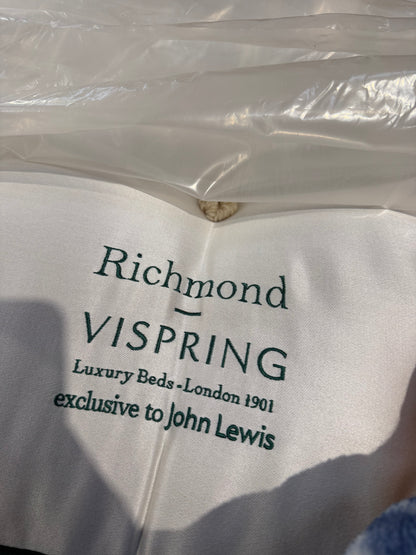 Richmond
VISPRING
Luxury Beds-London 1901
exclusive to John Lewis